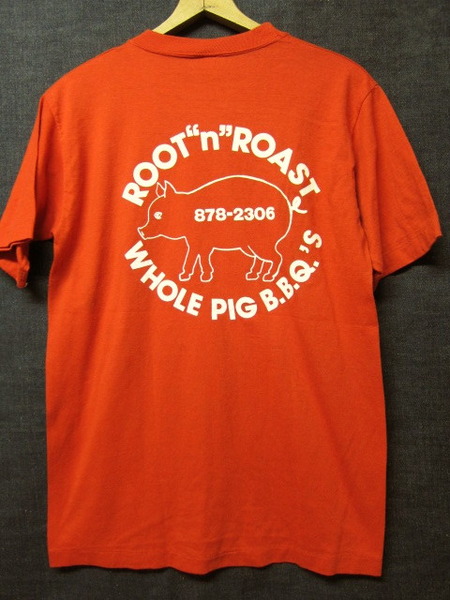 ROOT"n"ROAST
878-2306
WHOLE PIG B.B.Q.'S